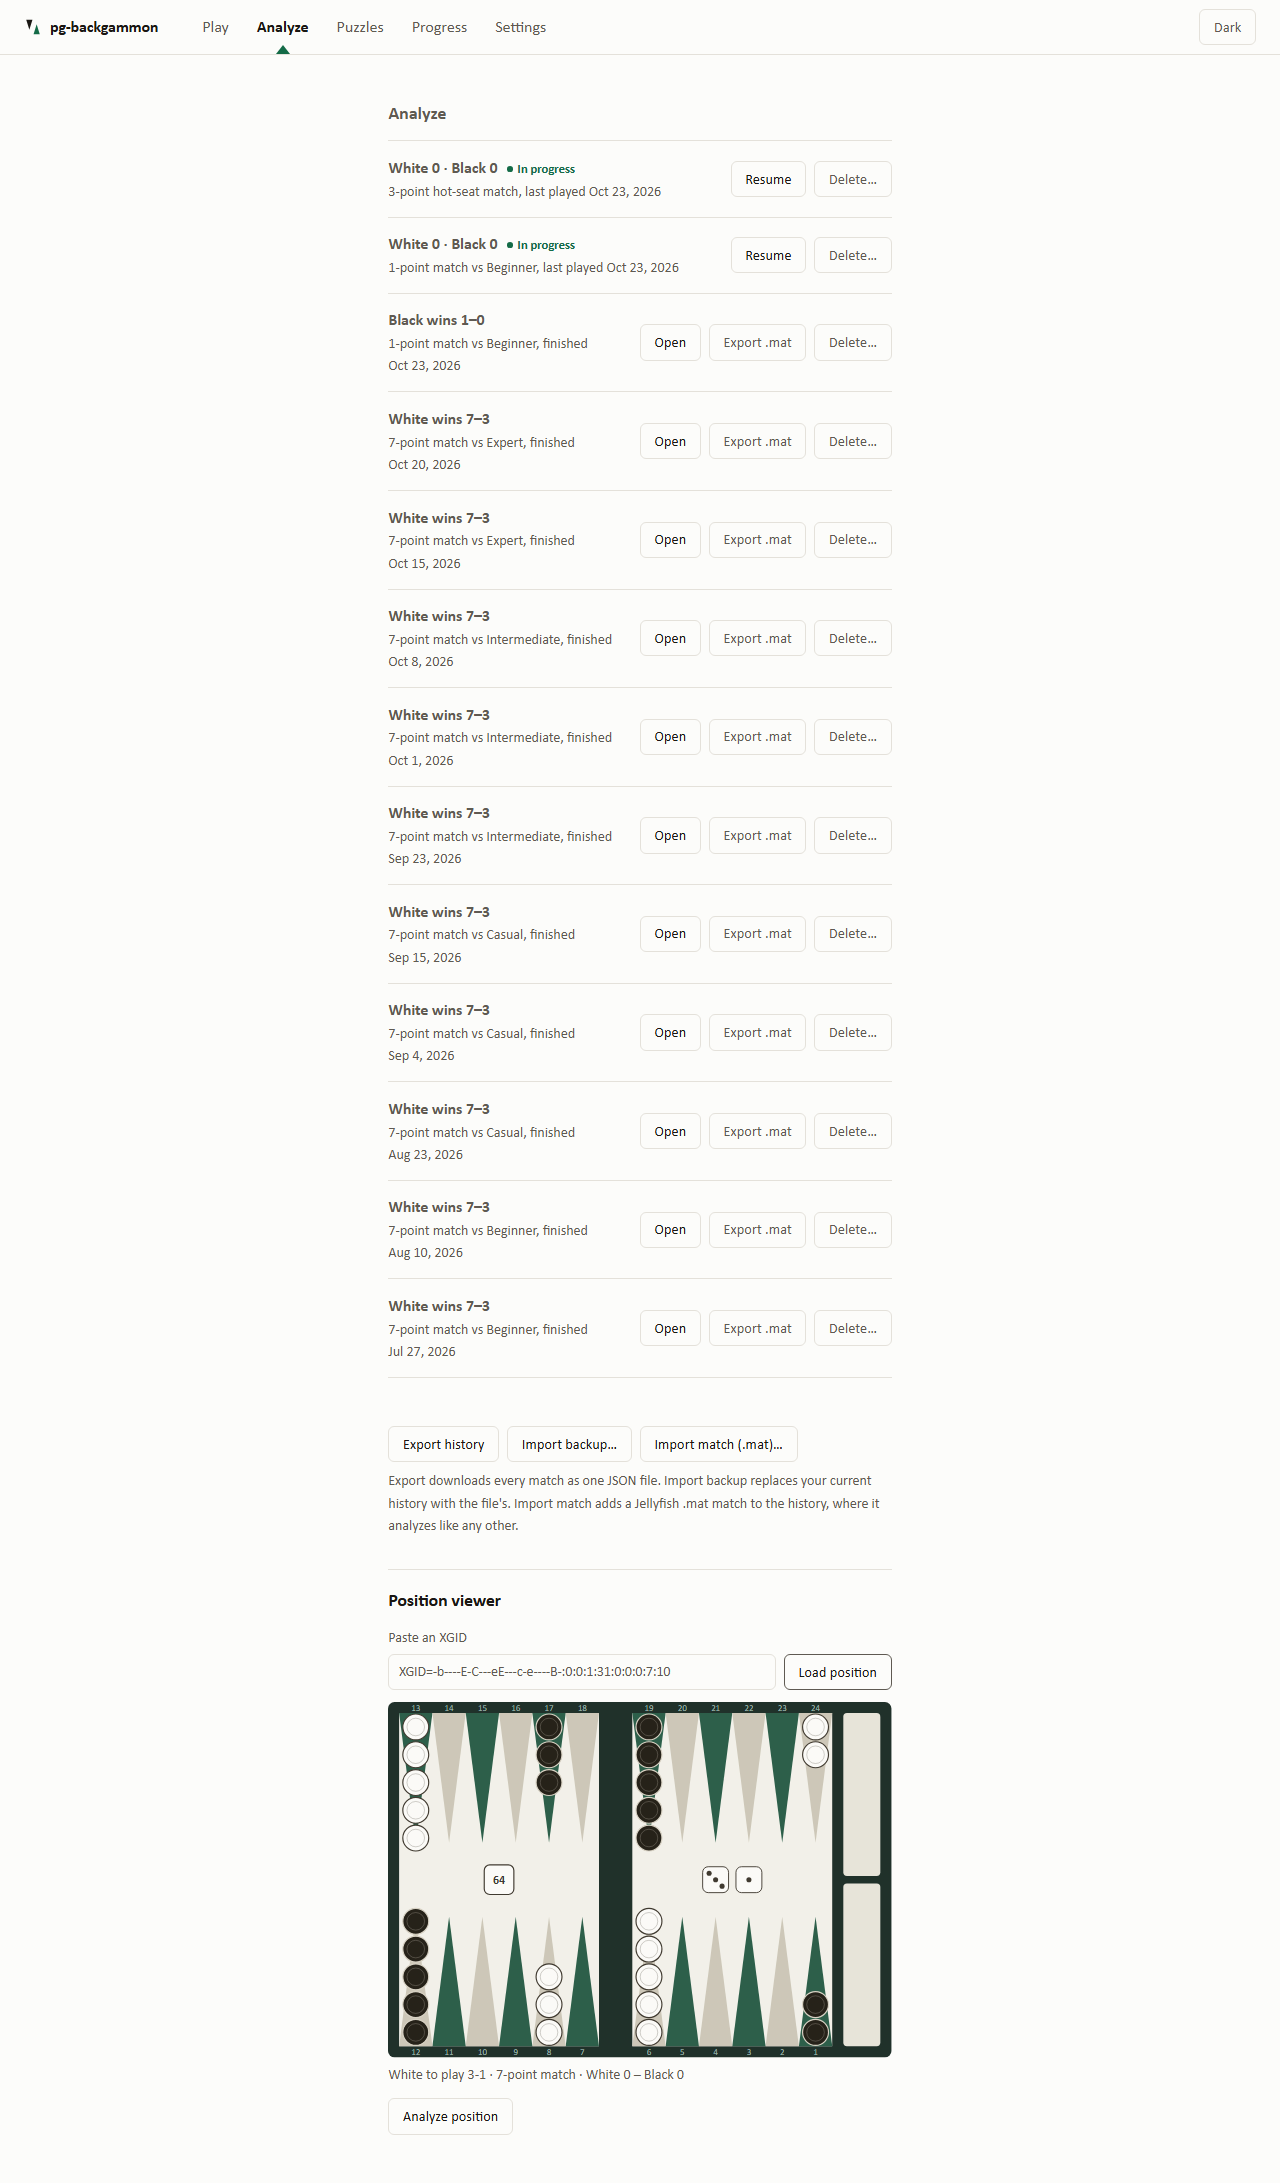 pg-backgammon Play Analyze Puzzles Progress Settings Dark
Analyze
White 0 · Black 0 In progress
3-point hot-seat match, last played Oct 23, 2026
Resume Delete...
White 0 · Black 0 In progress
1-point match vs Beginner, last played Oct 23, 2026
Resume Delete...
Black wins 1–0
1-point match vs Beginner, finished
Oct 23, 2026
Open Export .mat Delete...
White wins 7–3
7-point match vs Expert, finished
Oct 20, 2026
Open Export .mat Delete...
White wins 7–3
7-point match vs Expert, finished
Oct 15, 2026
Open Export .mat Delete...
White wins 7–3
7-point match vs Intermediate, finished
Oct 8, 2026
Open Export .mat Delete...
White wins 7–3
7-point match vs Intermediate, finished
Oct 1, 2026
Open Export .mat Delete...
White wins 7–3
7-point match vs Intermediate, finished
Sep 23, 2026
Open Export .mat Delete...
White wins 7–3
7-point match vs Casual, finished
Sep 15, 2026
Open Export .mat Delete...
White wins 7–3
7-point match vs Casual, finished
Sep 4, 2026
Open Export .mat Delete...
White wins 7–3
7-point match vs Casual, finished
Aug 23, 2026
Open Export .mat Delete...
White wins 7–3
7-point match vs Beginner, finished
Aug 10, 2026
Open Export .mat Delete...
White wins 7–3
7-point match vs Beginner, finished
Jul 27, 2026
Open Export .mat Delete...
Export history Import backup... Import match (.mat)...
Export downloads every match as one JSON file. Import backup replaces your current
history with the file's. Import match adds a Jellyfish .mat match to the history, where it
analyzes like any other.
Position viewer
Paste an XGID
XGID=-b----E-C---eE---c-e----B-:0:0:1:31:0:0:0:7:10 Load position
13 14 15 16 17 18 19 20 21 22 23 24
64
12 11 10 9 8 7 6 5 4 3 2 1
White to play 3-1 · 7-point match · White 0 – Black 0
Analyze position